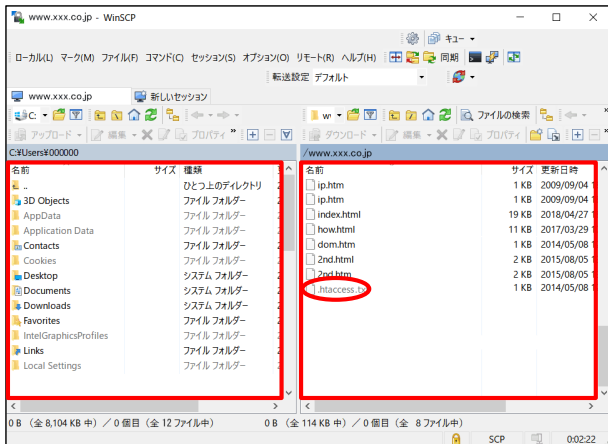 www.xxx.co.jp - WinSCP
キュー
ローカル(L) マーク(M) ファイル(F) コマンド(C) セッション(S) オプション(O) リモート(R) ヘルプ(H) 同期
転送設定 デフォルト
www.xxx.co.jp 新しいセッション
C: ファイルの検索
アップロード 編集 プロパティ » ダウンロード 編集 プロパティ »
C:¥Users¥000000 /www.xxx.co.jp
名前 サイズ 種類 名前 サイズ 更新日時
.. ひとつ上のディレクトリ ip.htm 1 KB 2009/09/04
3D Objects ファイル フォルダー ip.htm 1 KB 2009/09/04
AppData ファイル フォルダー index.html 19 KB 2018/04/27
Application Data ファイル フォルダー how.html 11 KB 2017/03/29
Contacts ファイル フォルダー dom.htm 1 KB 2014/05/08
Cookies ファイル フォルダー 2nd.html 2 KB 2015/08/05
Desktop システム フォルダー 2nd.htm 2 KB 2015/08/05
Documents システム フォルダー .htaccess.txt 1 KB 2014/05/08
Downloads システム フォルダー
Favorites ファイル フォルダー
IntelGraphicsProfiles ファイル フォルダー
Links ファイル フォルダー
Local Settings ファイル フォルダー
0 B （全 8,104 KB 中）／ 0 個目（全 12 ファイル中） 0 B （全 114 KB 中）／ 0 個目（全 8 ファイル中）
SCP 0:02:22